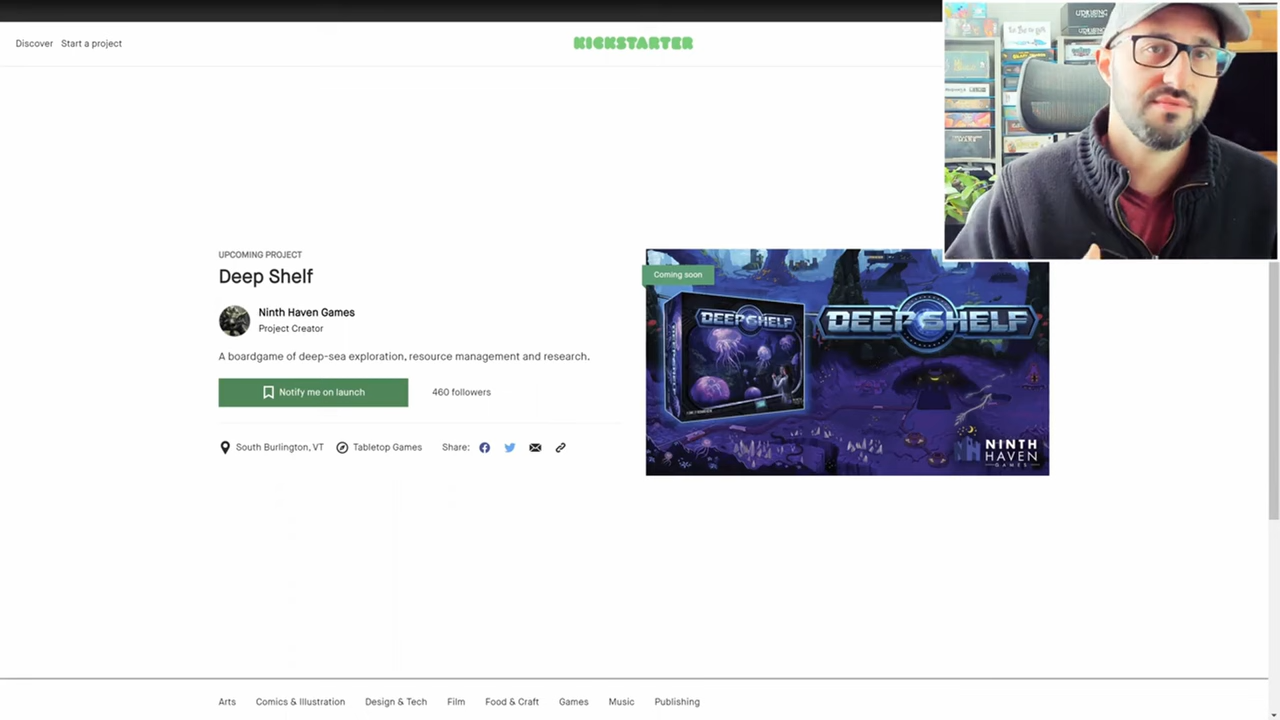 Discover Start a project
KICKSTARTER
UPCOMING PROJECT
Deep Shelf
Ninth Haven Games
Project Creator
A boardgame of deep-sea exploration, resource management and research.
Notify me on launch
460 followers
South Burlington, VT
Tabletop Games
Share:
Coming soon
DEEP SHELF
DEEP SHELF
NINTH
HAVEN
GAMES
Arts Comics & Illustration Design & Tech Film Food & Craft Games Music Publishing